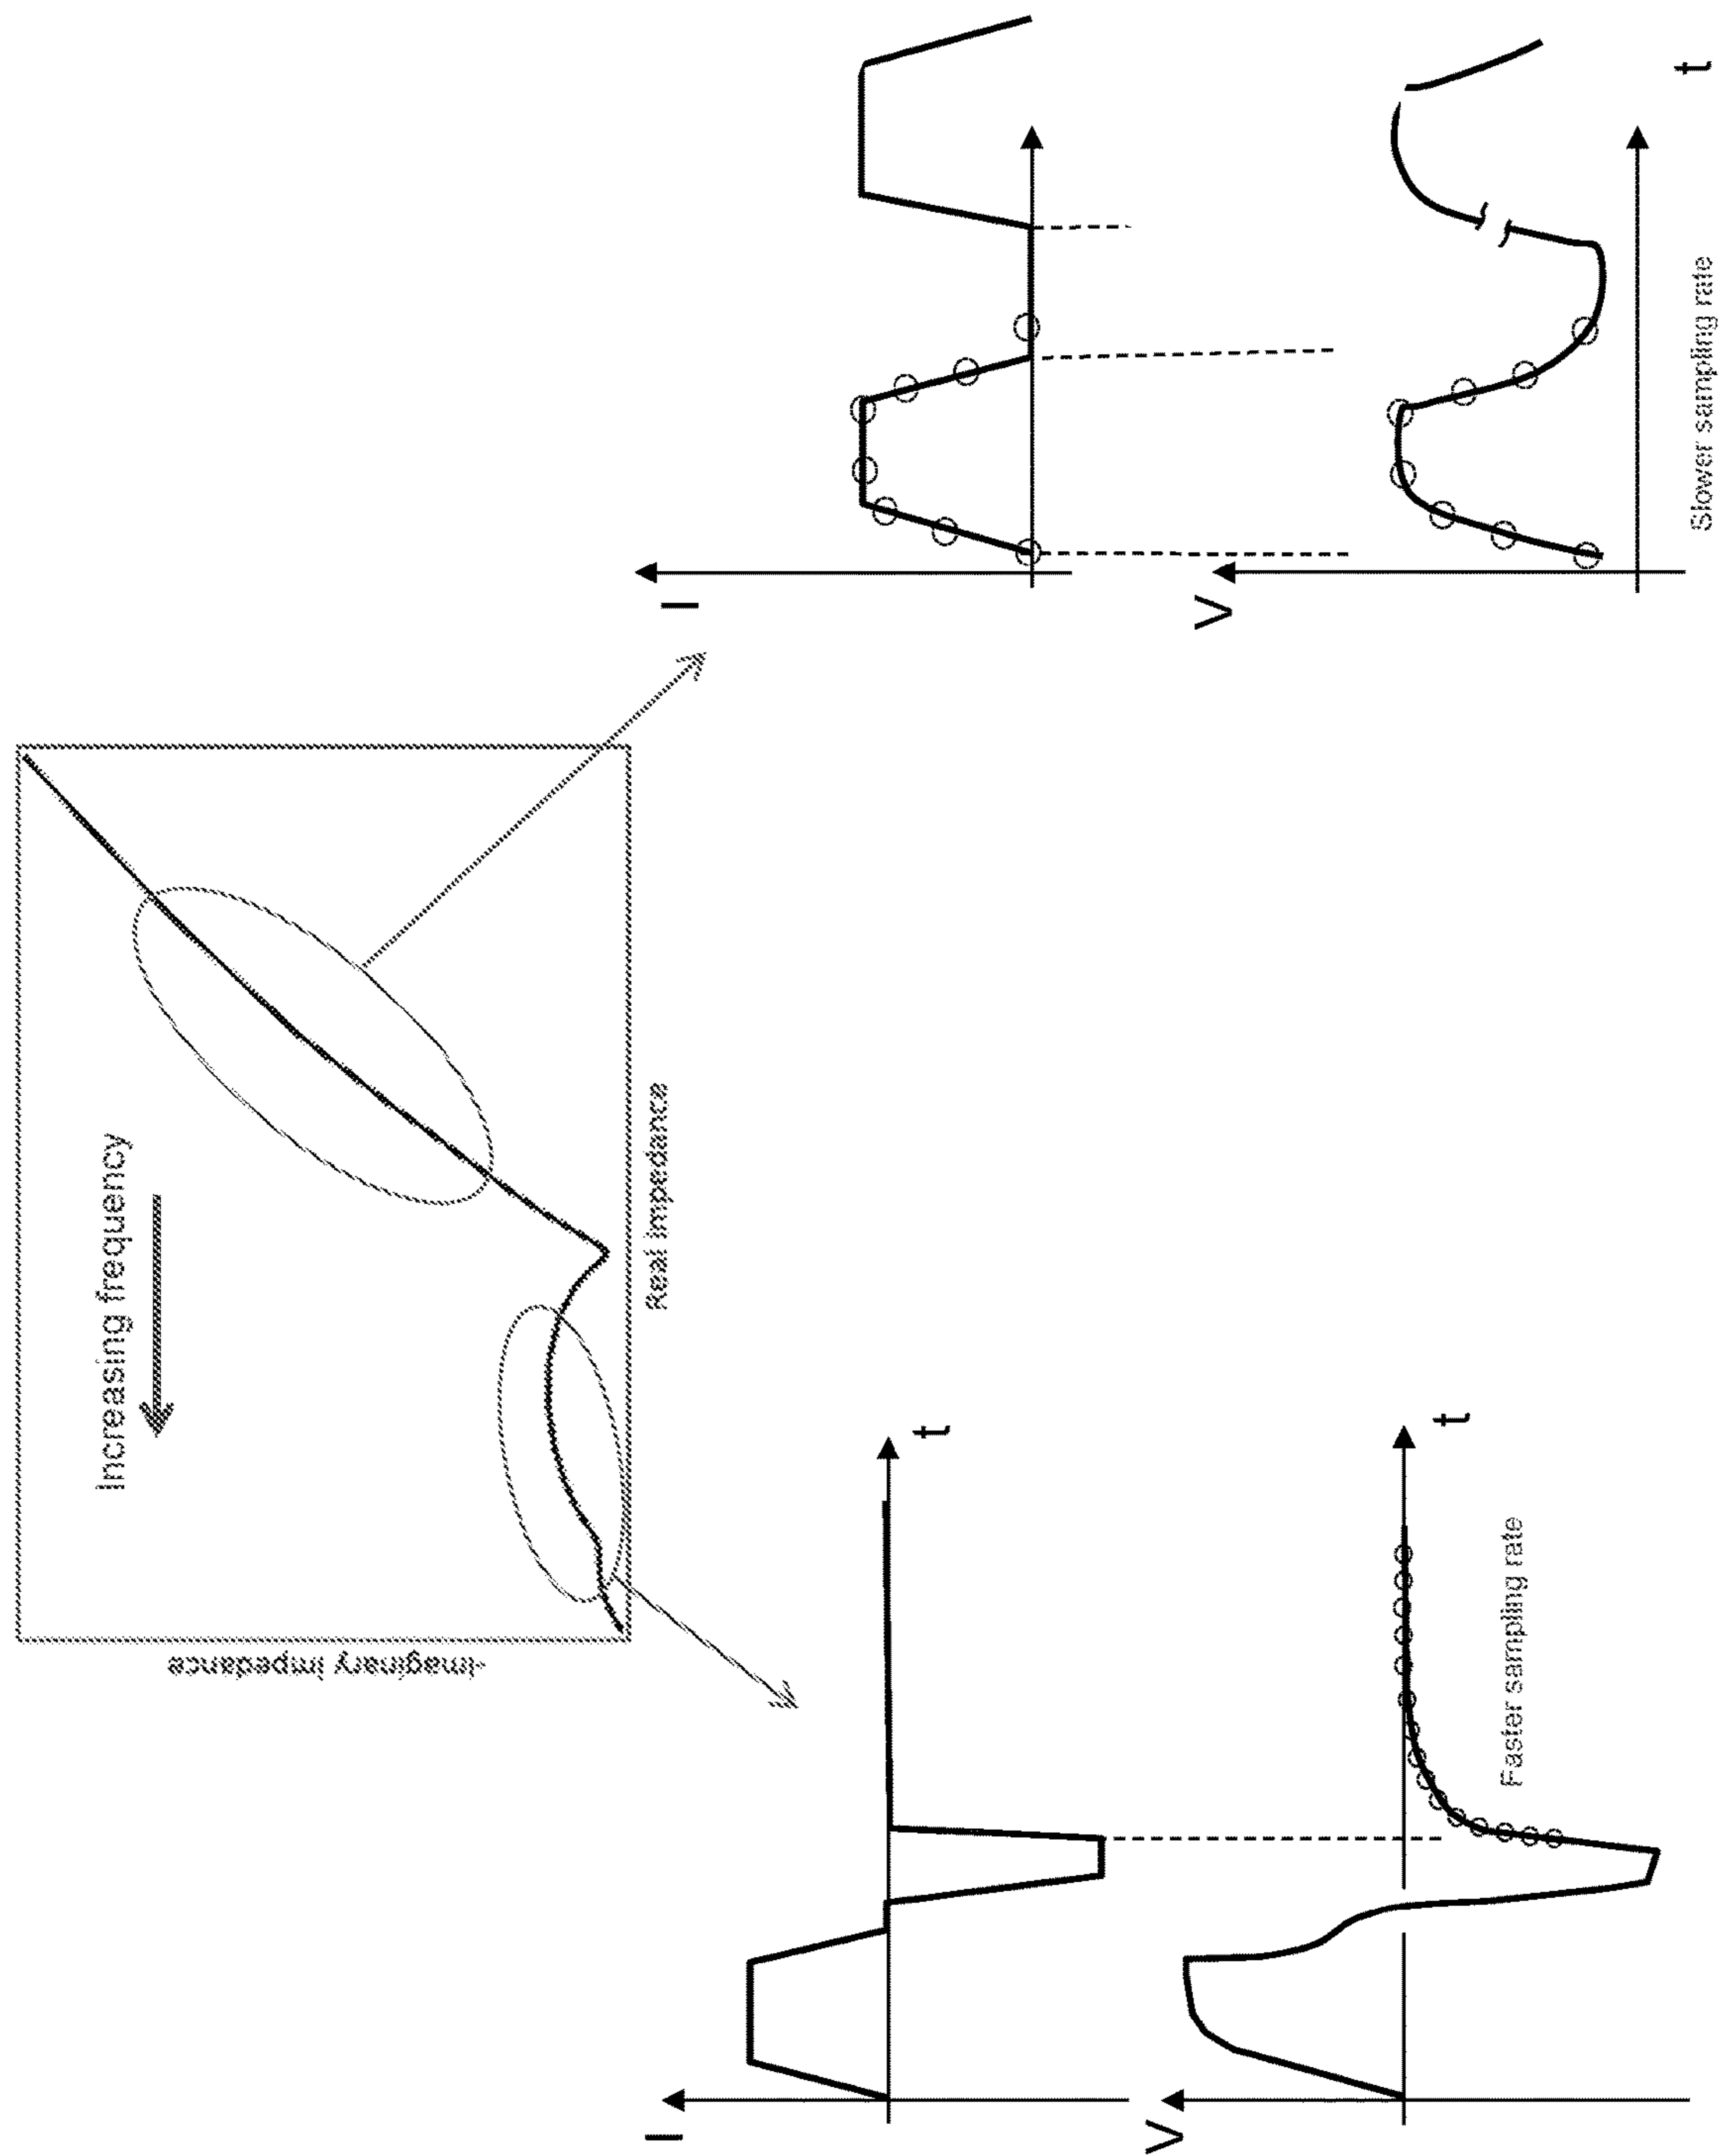 Increasing frequency
-Imaginary impedance
Real impedance
I
t
V
t
Faster sampling rate
I
V
t
Slower sampling rate